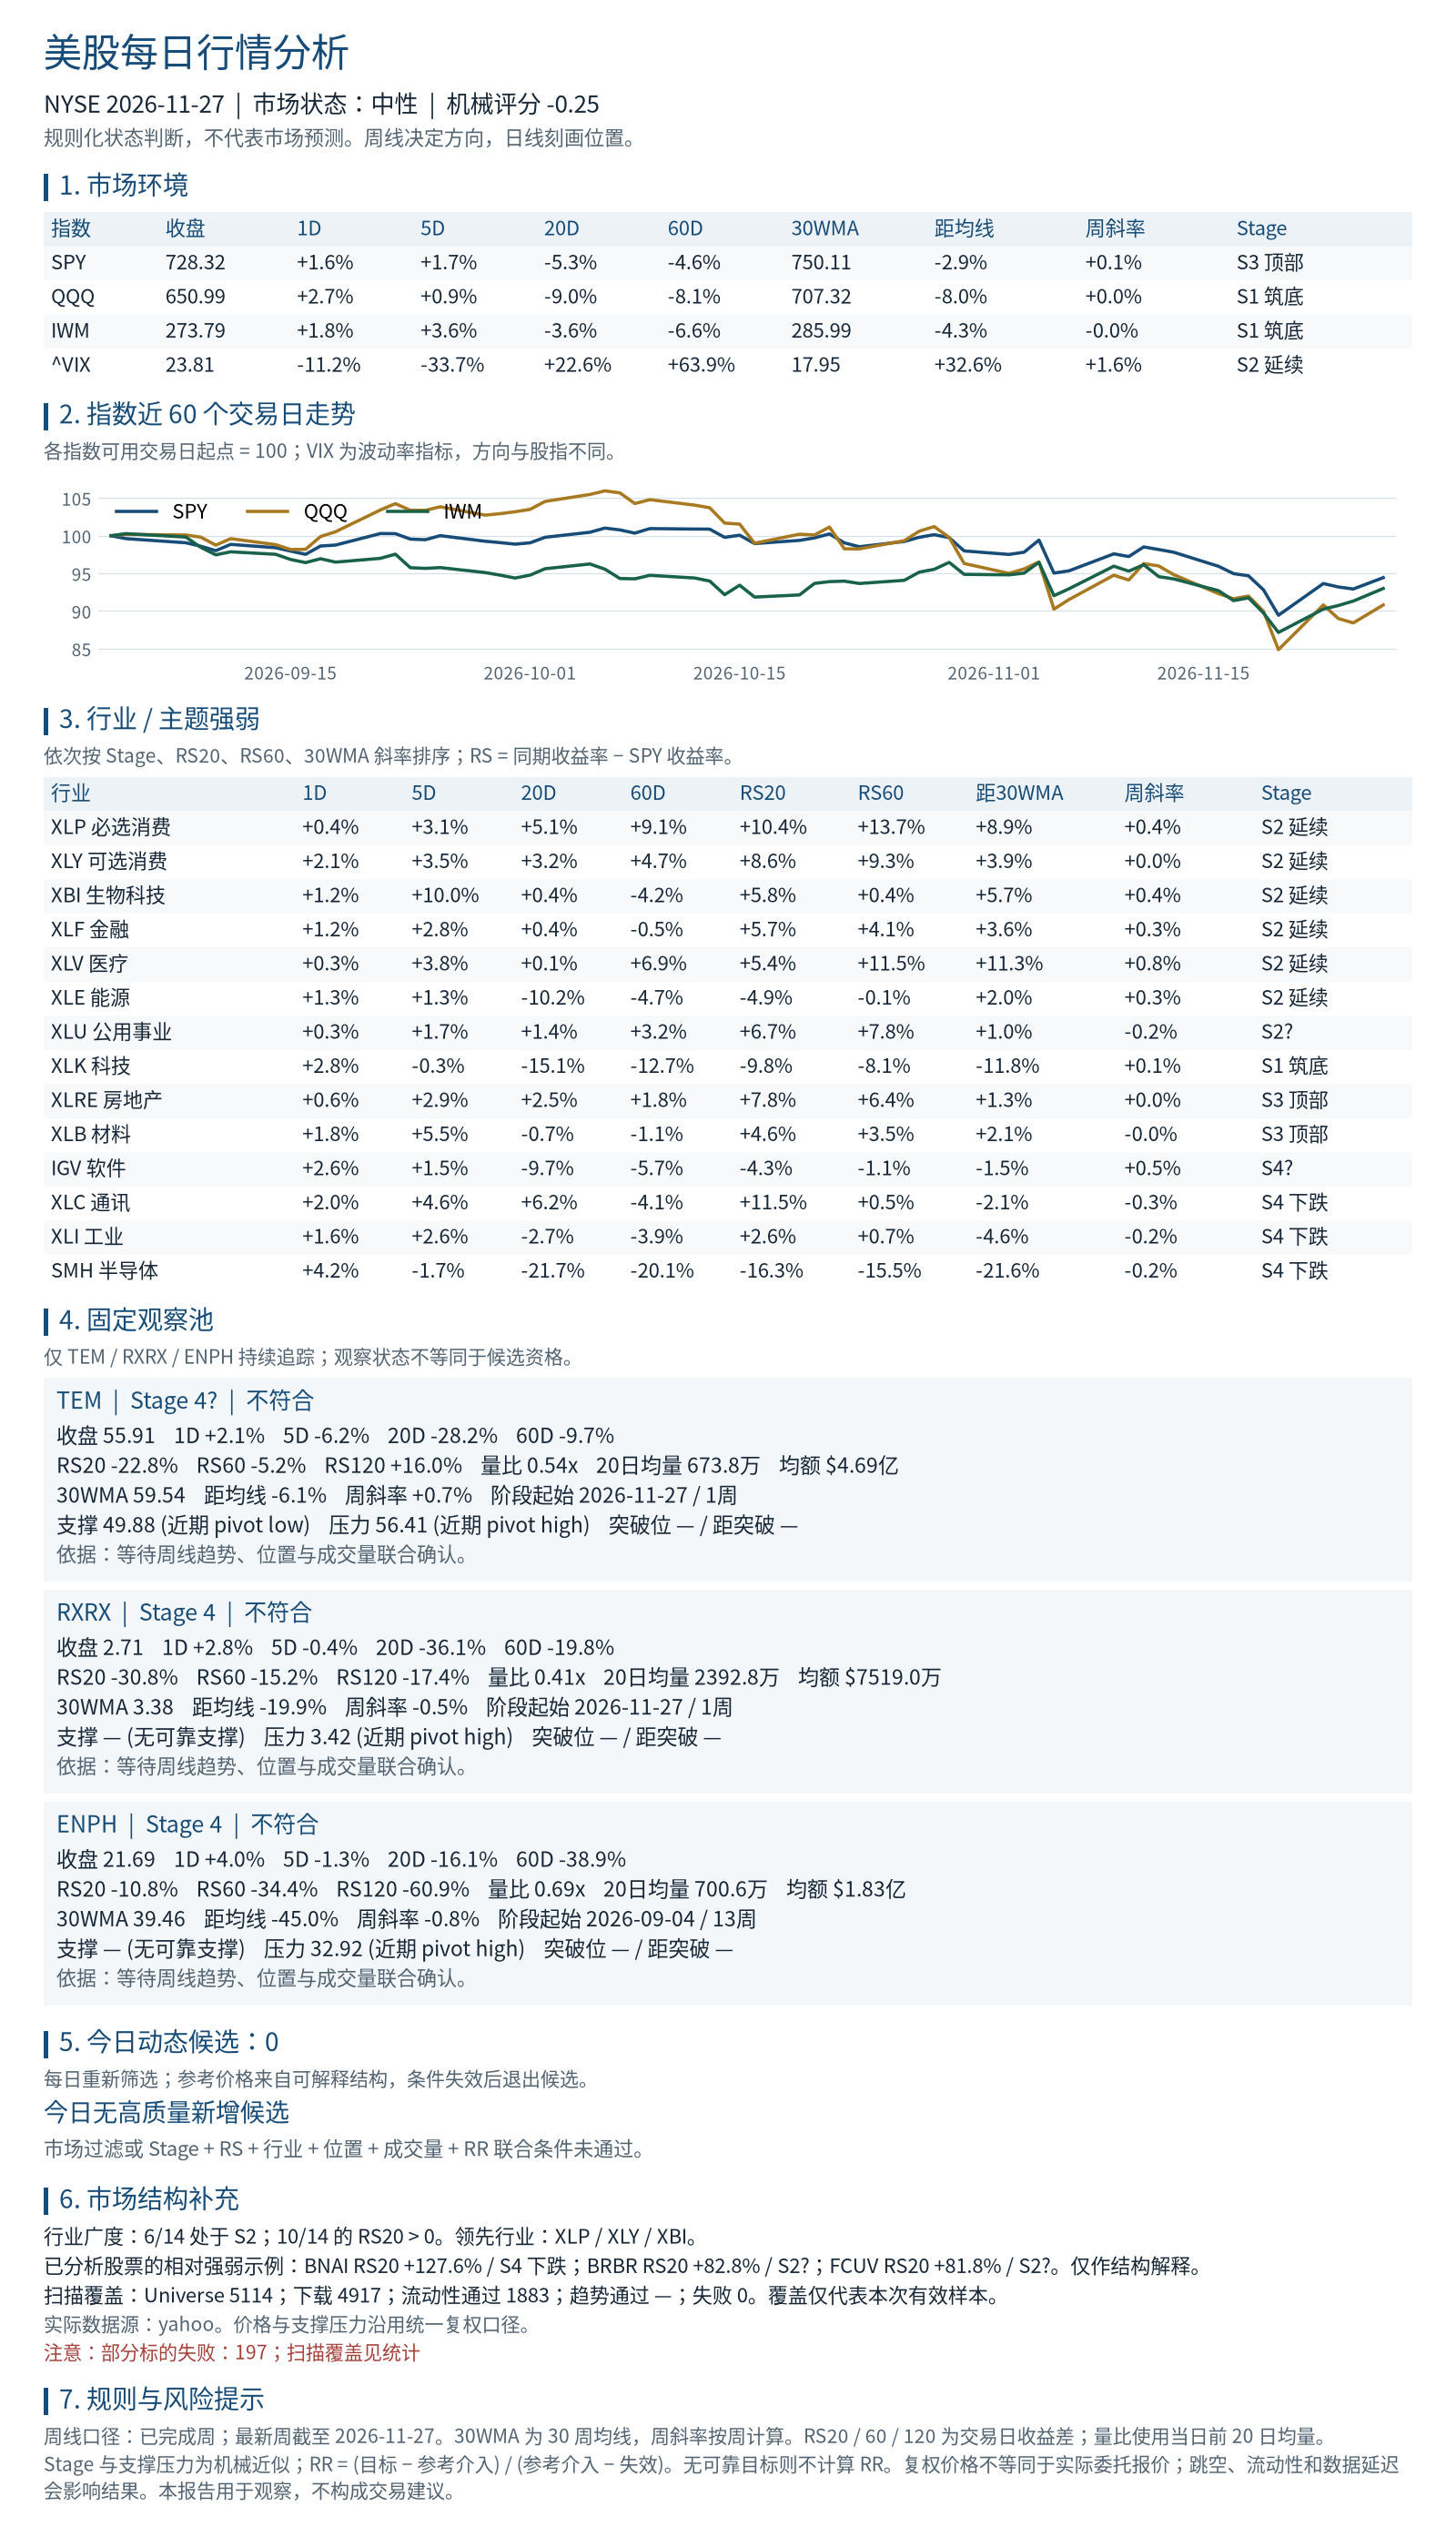 美股每日行情分析
NYSE 2026-11-27｜市场状态：中性｜机械评分 -0.25
规则化状态判断，不代表市场预测。周线决定方向，日线刻画位置。
1. 市场环境
指数 收盘 1D 5D 20D 60D 30WMA 距均线 周斜率 Stage
SPY 728.32 +1.6% +1.7% -5.3% -4.6% 750.11 -2.9% +0.1% S3 顶部
QQQ 650.99 +2.7% +0.9% -9.0% -8.1% 707.32 -8.0% +0.0% S1 筑底
IWM 273.79 +1.8% +3.6% -3.6% -6.6% 285.99 -4.3% -0.0% S1 筑底
^VIX 23.81 -11.2% -33.7% +22.6% +63.9% 17.95 +32.6% +1.6% S2 延续
2. 指数近 60 个交易日走势
各指数可用交易日起点 = 100；VIX 为波动率指标，方向与股指不同。
105
SPY QQQ IWM
100
95
90
85
2026-09-15 2026-10-01 2026-10-15 2026-11-01 2026-11-15
3. 行业 / 主题强弱
依次按 Stage、RS20、RS60、30WMA 斜率排序；RS = 同期收益率 − SPY 收益率。
行业 1D 5D 20D 60D RS20 RS60 距30WMA 周斜率 Stage
XLP 必选消费 +0.4% +3.1% +5.1% +9.1% +10.4% +13.7% +8.9% +0.4% S2 延续
XLY 可选消费 +2.1% +3.5% +3.2% +4.7% +8.6% +9.3% +3.9% +0.0% S2 延续
XBI 生物科技 +1.2% +10.0% +0.4% -4.2% +5.8% +0.4% +5.7% +0.4% S2 延续
XLF 金融 +1.2% +2.8% +0.4% -0.5% +5.7% +4.1% +3.6% +0.3% S2 延续
XLV 医疗 +0.3% +3.8% +0.1% +6.9% +5.4% +11.5% +11.3% +0.8% S2 延续
XLE 能源 +1.3% +1.3% -10.2% -4.7% -4.9% -0.1% +2.0% +0.3% S2 延续
XLU 公用事业 +0.3% +1.7% +1.4% +3.2% +6.7% +7.8% +1.0% -0.2% S2?
XLK 科技 +2.8% -0.3% -15.1% -12.7% -9.8% -8.1% -11.8% +0.1% S1 筑底
XLRE 房地产 +0.6% +2.9% +2.5% +1.8% +7.8% +6.4% +1.3% +0.0% S3 顶部
XLB 材料 +1.8% +5.5% -0.7% -1.1% +4.6% +3.5% +2.1% -0.0% S3 顶部
IGV 软件 +2.6% +1.5% -9.7% -5.7% -4.3% -1.1% -1.5% +0.5% S4?
XLC 通讯 +2.0% +4.6% +6.2% -4.1% +11.5% +0.5% -2.1% -0.3% S4 下跌
XLI 工业 +1.6% +2.6% -2.7% -3.9% +2.6% +0.7% -4.6% -0.2% S4 下跌
SMH 半导体 +4.2% -1.7% -21.7% -20.1% -16.3% -15.5% -21.6% -0.2% S4 下跌
4. 固定观察池
仅 TEM / RXRX / ENPH 持续追踪；观察状态不等同于候选资格。
TEM｜Stage 4?｜不符合
收盘 55.91 1D +2.1% 5D -6.2% 20D -28.2% 60D -9.7%
RS20 -22.8% RS60 -5.2% RS120 +16.0% 量比 0.54x 20日均量 673.8万 均额 $4.69亿
30WMA 59.54 距均线 -6.1% 周斜率 +0.7% 阶段起始 2026-11-27 / 1周
支撑 49.88 (近期 pivot low) 压力 56.41 (近期 pivot high) 突破位 — / 距突破 —
依据：等待周线趋势、位置与成交量联合确认。
RXRX｜Stage 4｜不符合
收盘 2.71 1D +2.8% 5D -0.4% 20D -36.1% 60D -19.8%
RS20 -30.8% RS60 -15.2% RS120 -17.4% 量比 0.41x 20日均量 2392.8万 均额 $7519.0万
30WMA 3.38 距均线 -19.9% 周斜率 -0.5% 阶段起始 2026-11-27 / 1周
支撑 — (无可靠支撑) 压力 3.42 (近期 pivot high) 突破位 — / 距突破 —
依据：等待周线趋势、位置与成交量联合确认。
ENPH｜Stage 4｜不符合
收盘 21.69 1D +4.0% 5D -1.3% 20D -16.1% 60D -38.9%
RS20 -10.8% RS60 -34.4% RS120 -60.9% 量比 0.69x 20日均量 700.6万 均额 $1.83亿
30WMA 39.46 距均线 -45.0% 周斜率 -0.8% 阶段起始 2026-09-04 / 13周
支撑 — (无可靠支撑) 压力 32.92 (近期 pivot high) 突破位 — / 距突破 —
依据：等待周线趋势、位置与成交量联合确认。
5. 今日动态候选：0
每日重新筛选；参考价格来自可解释结构，条件失效后退出候选。
今日无高质量新增候选
市场过滤或 Stage + RS + 行业 + 位置 + 成交量 + RR 联合条件未通过。
6. 市场结构补充
行业广度：6/14 处于 S2；10/14 的 RS20 > 0。领先行业：XLP / XLY / XBI。
已分析股票的相对强弱示例：BNAI RS20 +127.6% / S4 下跌；BRBR RS20 +82.8% / S2?；FCUV RS20 +81.8% / S2?。仅作结构解释。
扫描覆盖：Universe 5114；下载 4917；流动性通过 1883；趋势通过 —；失败 0。覆盖仅代表本次有效样本。
实际数据源：yahoo。价格与支撑压力沿用统一复权口径。
注意：部分标的失败：197；扫描覆盖见统计
7. 规则与风险提示
周线口径：已完成周；最新周截至 2026-11-27。30WMA 为 30 周均线，周斜率按周计算。RS20 / 60 / 120 为交易日收益差；量比使用当日前 20 日均量。
Stage 与支撑压力为机械近似；RR = (目标 − 参考介入) / (参考介入 − 失效)。无可靠目标则不计算 RR。复权价格不等同于实际委托报价；跳空、流动性和数据延迟
会影响结果。本报告用于观察，不构成交易建议。